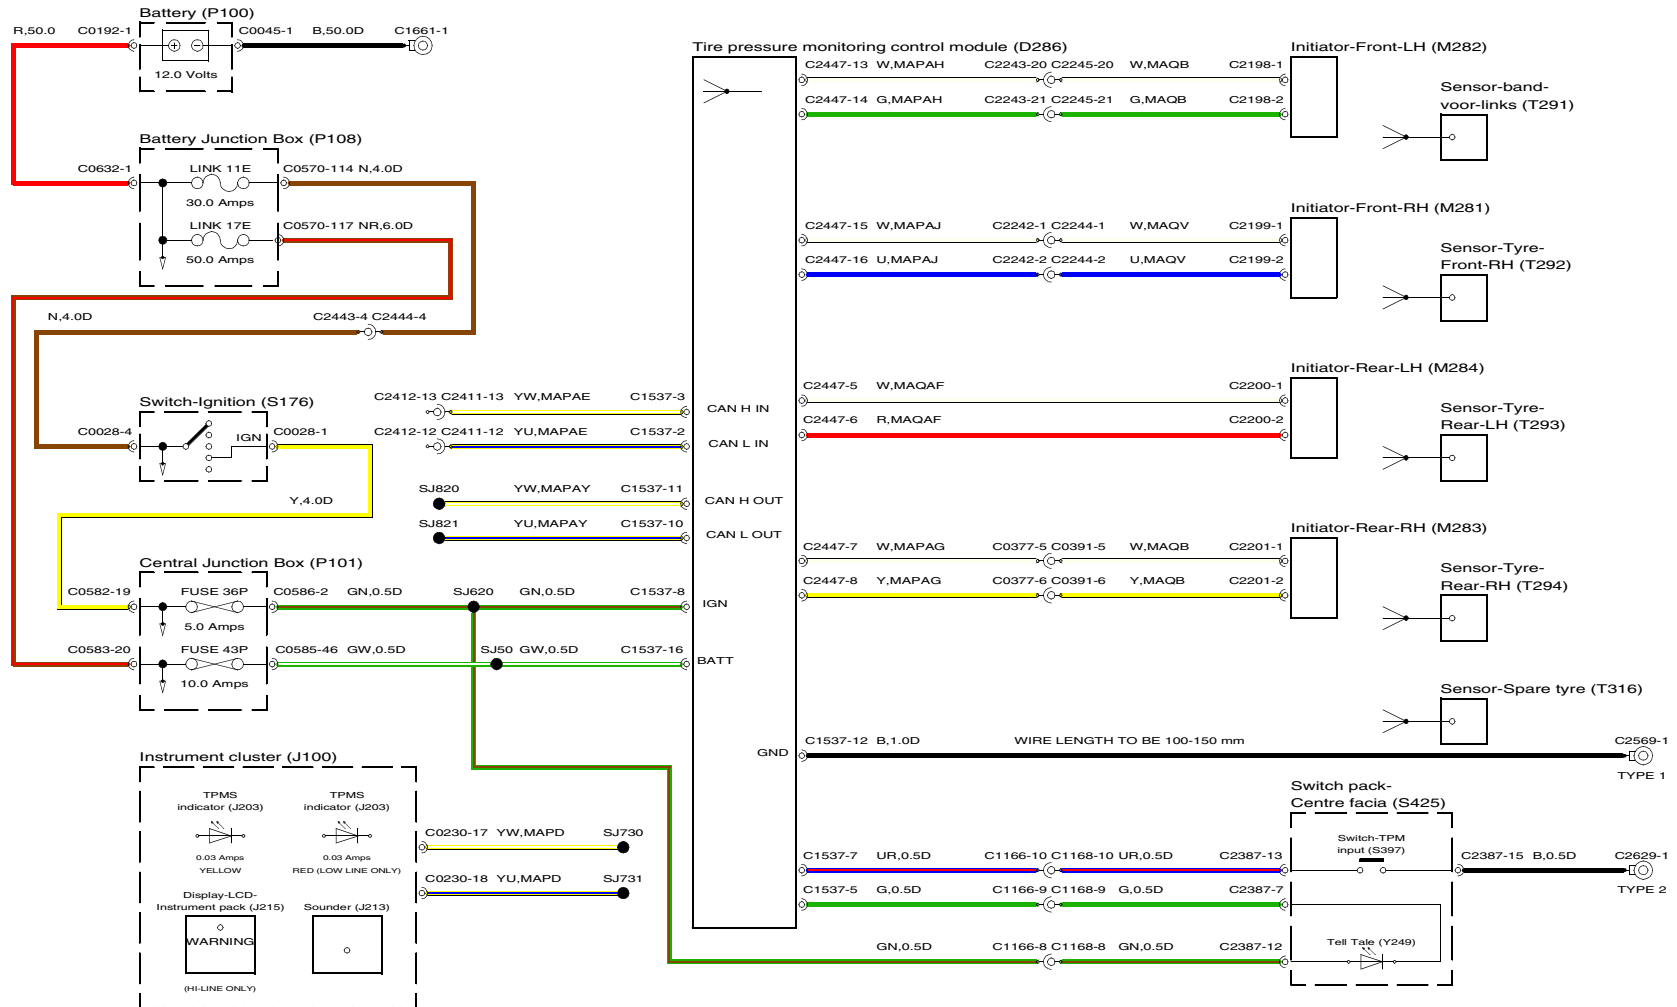 Battery (P100)
R,50.0 C0192-1 C0045-1 B,50.0D C1661-1
12.0 Volts
Battery Junction Box (P108)
C0632-1 LINK 11E C0570-114 N,4.0D
30.0 Amps
LINK 17E C0570-117 NR,6.0D
50.0 Amps
N,4.0D C2443-4 C2444-4
Switch-Ignition (S176)
C0028-4 IGN C0028-1
Y,4.0D
Central Junction Box (P101)
C0582-19 FUSE 36P C0586-2 GN,0.5D SJ620 GN,0.5D C1537-8 IGN
5.0 Amps
C0583-20 FUSE 43P C0585-46 GW,0.5D SJ50 GW,0.5D C1537-16 BATT
10.0 Amps
C2412-13 C2411-13 YW,MAPAE C1537-3 CAN H IN
C2412-12 C2411-12 YU,MAPAE C1537-2 CAN L IN
SJ820 YW,MAPAY C1537-11 CAN H OUT
SJ821 YU,MAPAY C1537-10 CAN L OUT
Instrument cluster (J100)
TPMS
indicator (J203)
0.03 Amps
YELLOW
TPMS
indicator (J203)
0.03 Amps
RED (LOW LINE ONLY)
Display-LCD-
Instrument pack (J215)
WARNING
(HI-LINE ONLY)
Sounder (J213)
C0230-17 YW,MAPD SJ730
C0230-18 YU,MAPD SJ731
Tire pressure monitoring control module (D286)
C2447-13 W,MAPAH C2243-20 C2245-20 W,MAQB C2198-1
C2447-14 G,MAPAH C2243-21 C2245-21 G,MAQB C2198-2
Initiator-Front-LH (M282)
Sensor-band-
voor-links (T291)
C2447-15 W,MAPAJ C2242-1 C2244-1 W,MAQV C2199-1
C2447-16 U,MAPAJ C2242-2 C2244-2 U,MAQV C2199-2
Initiator-Front-RH (M281)
Sensor-Tyre-
Front-RH (T292)
C2447-5 W,MAQAF C2200-1
C2447-6 R,MAQAF C2200-2
Initiator-Rear-LH (M284)
Sensor-Tyre-
Rear-LH (T293)
C2447-7 W,MAPAG C0377-5 C0391-5 W,MAQB C2201-1
C2447-8 Y,MAPAG C0377-6 C0391-6 Y,MAQB C2201-2
Initiator-Rear-RH (M283)
Sensor-Tyre-
Rear-RH (T294)
Sensor-Spare tyre (T316)
GND C1537-12 B,1.0D WIRE LENGTH TO BE 100-150 mm C2569-1
TYPE 1
Switch pack-
Centre facia (S425)
Switch-TPM
input (S397)
C1537-7 UR,0.5D C1166-10 C1168-10 UR,0.5D C2387-13 C2387-15 B,0.5D C2629-1
TYPE 2
C1537-5 G,0.5D C1166-9 C1168-9 G,0.5D C2387-7
GN,0.5D C1166-8 C1168-8 GN,0.5D C2387-12 Tell Tale (Y249)